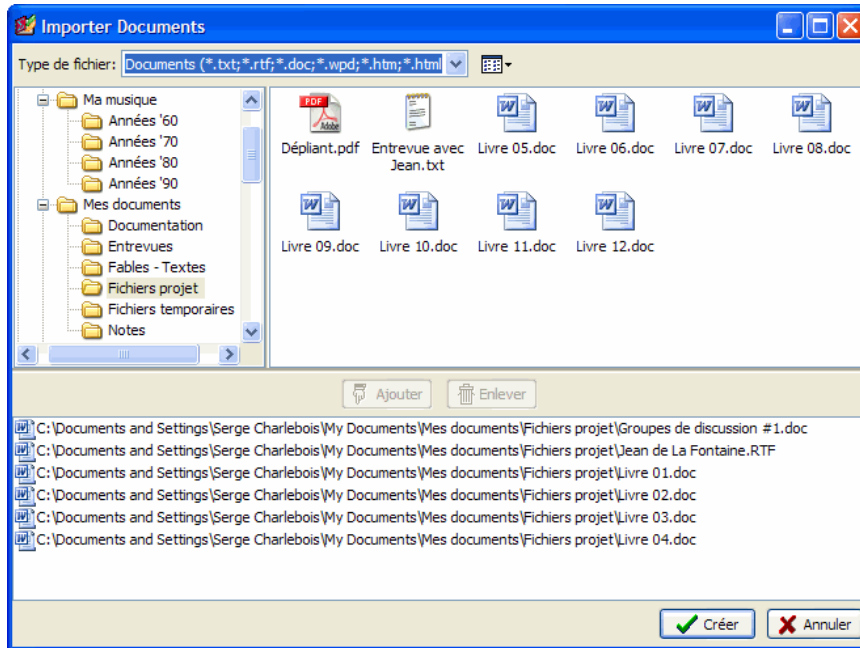 Importer Documents
Type de fichier: Documents (*.txt;*.rtf;*.doc;*.wpd;*.htm;*.html
Ma musique
Années '60
Années '70
Années '80
Années '90
Mes documents
Documentation
Entrevues
Fables - Textes
Fichiers projet
Fichiers temporaires
Notes
PDF
Adobe
Dépliant.pdf Entrevue avec Livre 05.doc Livre 06.doc Livre 07.doc Livre 08.doc
Jean.txt
Livre 09.doc Livre 10.doc Livre 11.doc Livre 12.doc
Ajouter Enlever
C:\Documents and Settings\Serge Charlebois\My Documents\Mes documents\Fichiers projet\Groupes de discussion #1.doc
C:\Documents and Settings\Serge Charlebois\My Documents\Mes documents\Fichiers projet\Jean de La Fontaine.RTF
C:\Documents and Settings\Serge Charlebois\My Documents\Mes documents\Fichiers projet\Livre 01.doc
C:\Documents and Settings\Serge Charlebois\My Documents\Mes documents\Fichiers projet\Livre 02.doc
C:\Documents and Settings\Serge Charlebois\My Documents\Mes documents\Fichiers projet\Livre 03.doc
C:\Documents and Settings\Serge Charlebois\My Documents\Mes documents\Fichiers projet\Livre 04.doc
Créer Annuler